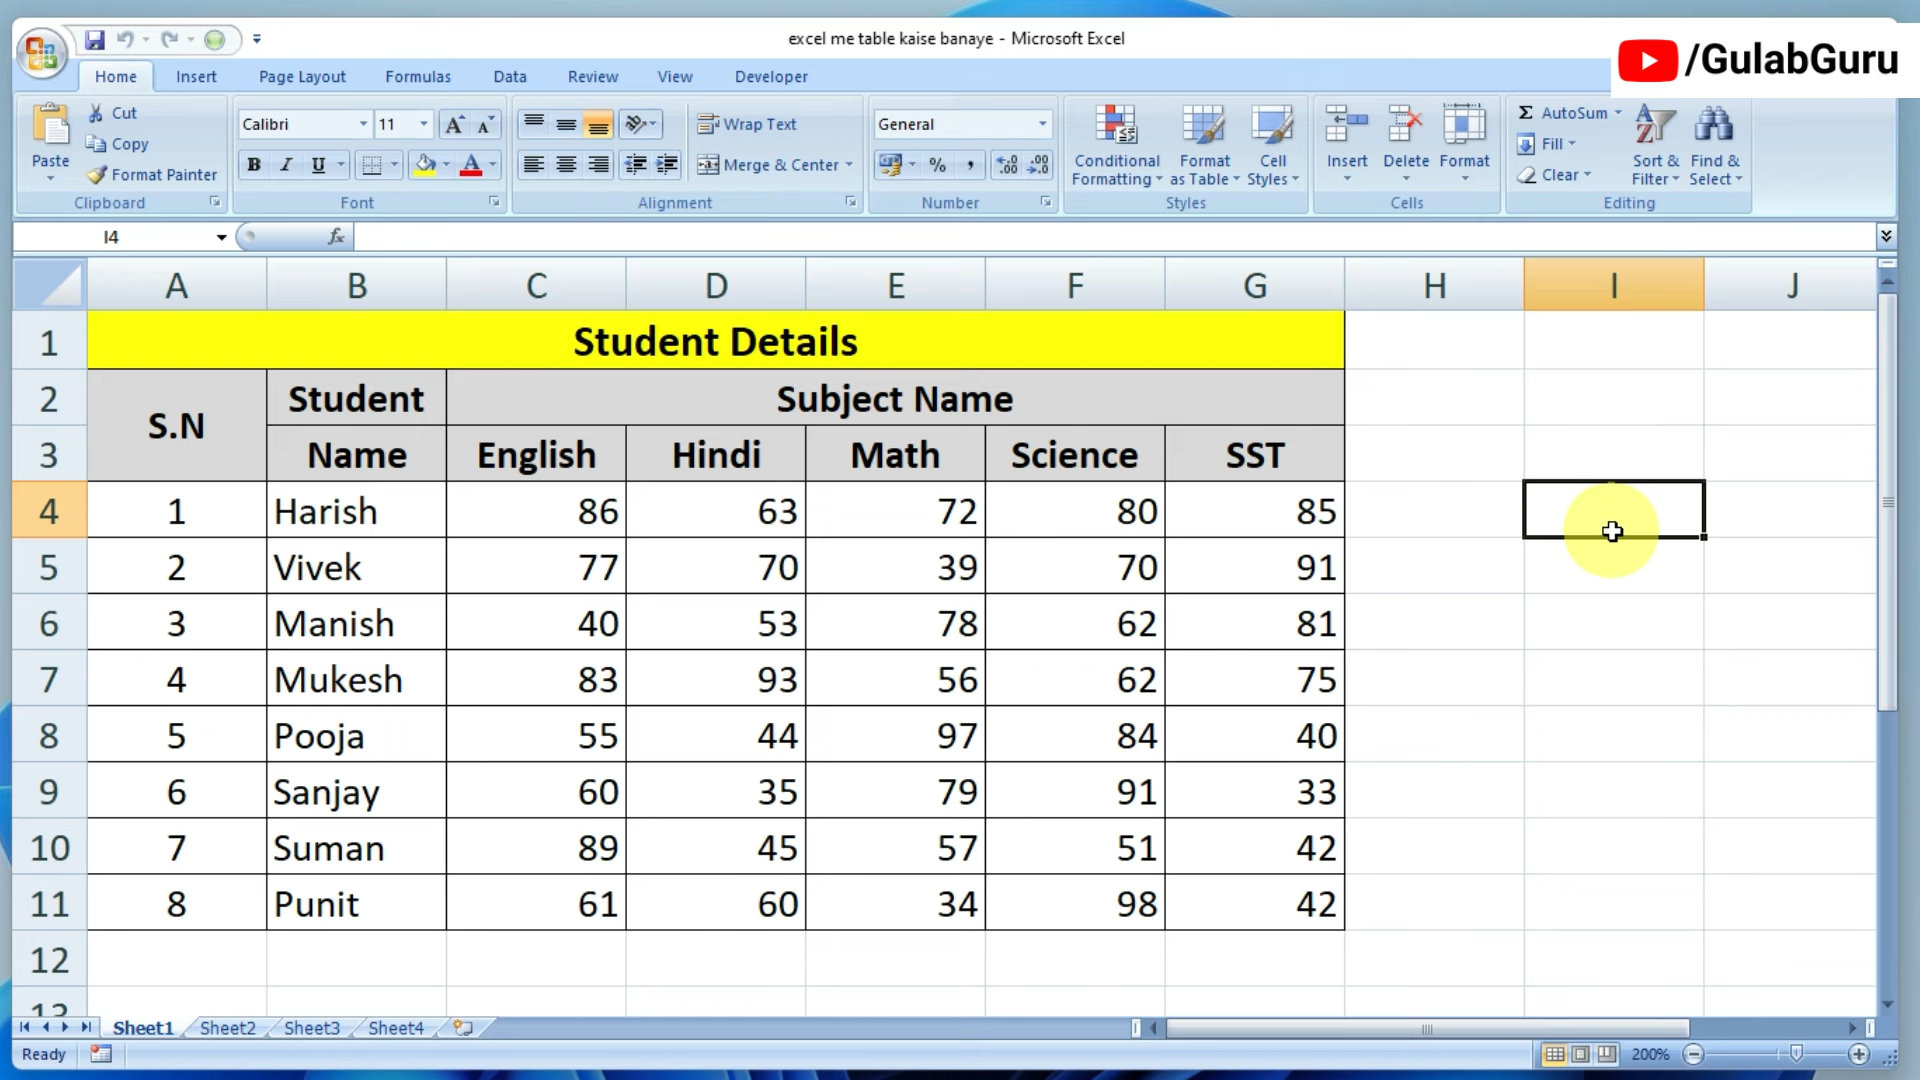 excel me table kaise banaye - Microsoft Excel
/GulabGuru
Home Insert Page Layout Formulas Data Review View Developer
Paste
Cut
Copy
Format Painter
Clipboard
Calibri 11
B I U
Font
Wrap Text
Merge & Center
Alignment
General
% ,
Number
Conditional Formatting
Format as Table
Cell Styles
Styles
Insert Delete Format
Cells
Σ AutoSum
Fill
Clear
Sort & Filter
Find & Select
Editing
I4 fx
A B C D E F G H I J
1 Student Details
2 S.N Student Subject Name
3 Name English Hindi Math Science SST
4 1 Harish 86 63 72 80 85
5 2 Vivek 77 70 39 70 91
6 3 Manish 40 53 78 62 81
7 4 Mukesh 83 93 56 62 75
8 5 Pooja 55 44 97 84 40
9 6 Sanjay 60 35 79 91 33
10 7 Suman 89 45 57 51 42
11 8 Punit 61 60 34 98 42
12
13
Sheet1 Sheet2 Sheet3 Sheet4
Ready 200%